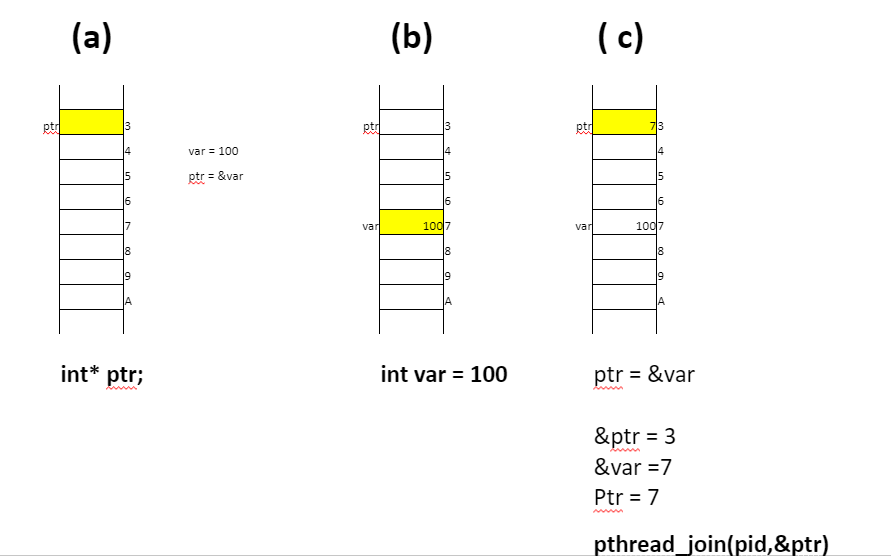 (a) (b) ( c)
ptr 3 ptr 3 ptr 7 3
4 var = 100 4 4
5 ptr = &var 5 5
6 6 6
7 var 100 7 var 100 7
8 8 8
9 9 9
A A A
int* ptr; int var = 100 ptr = &var
&ptr = 3
&var =7
Ptr = 7
pthread_join(pid,&ptr)